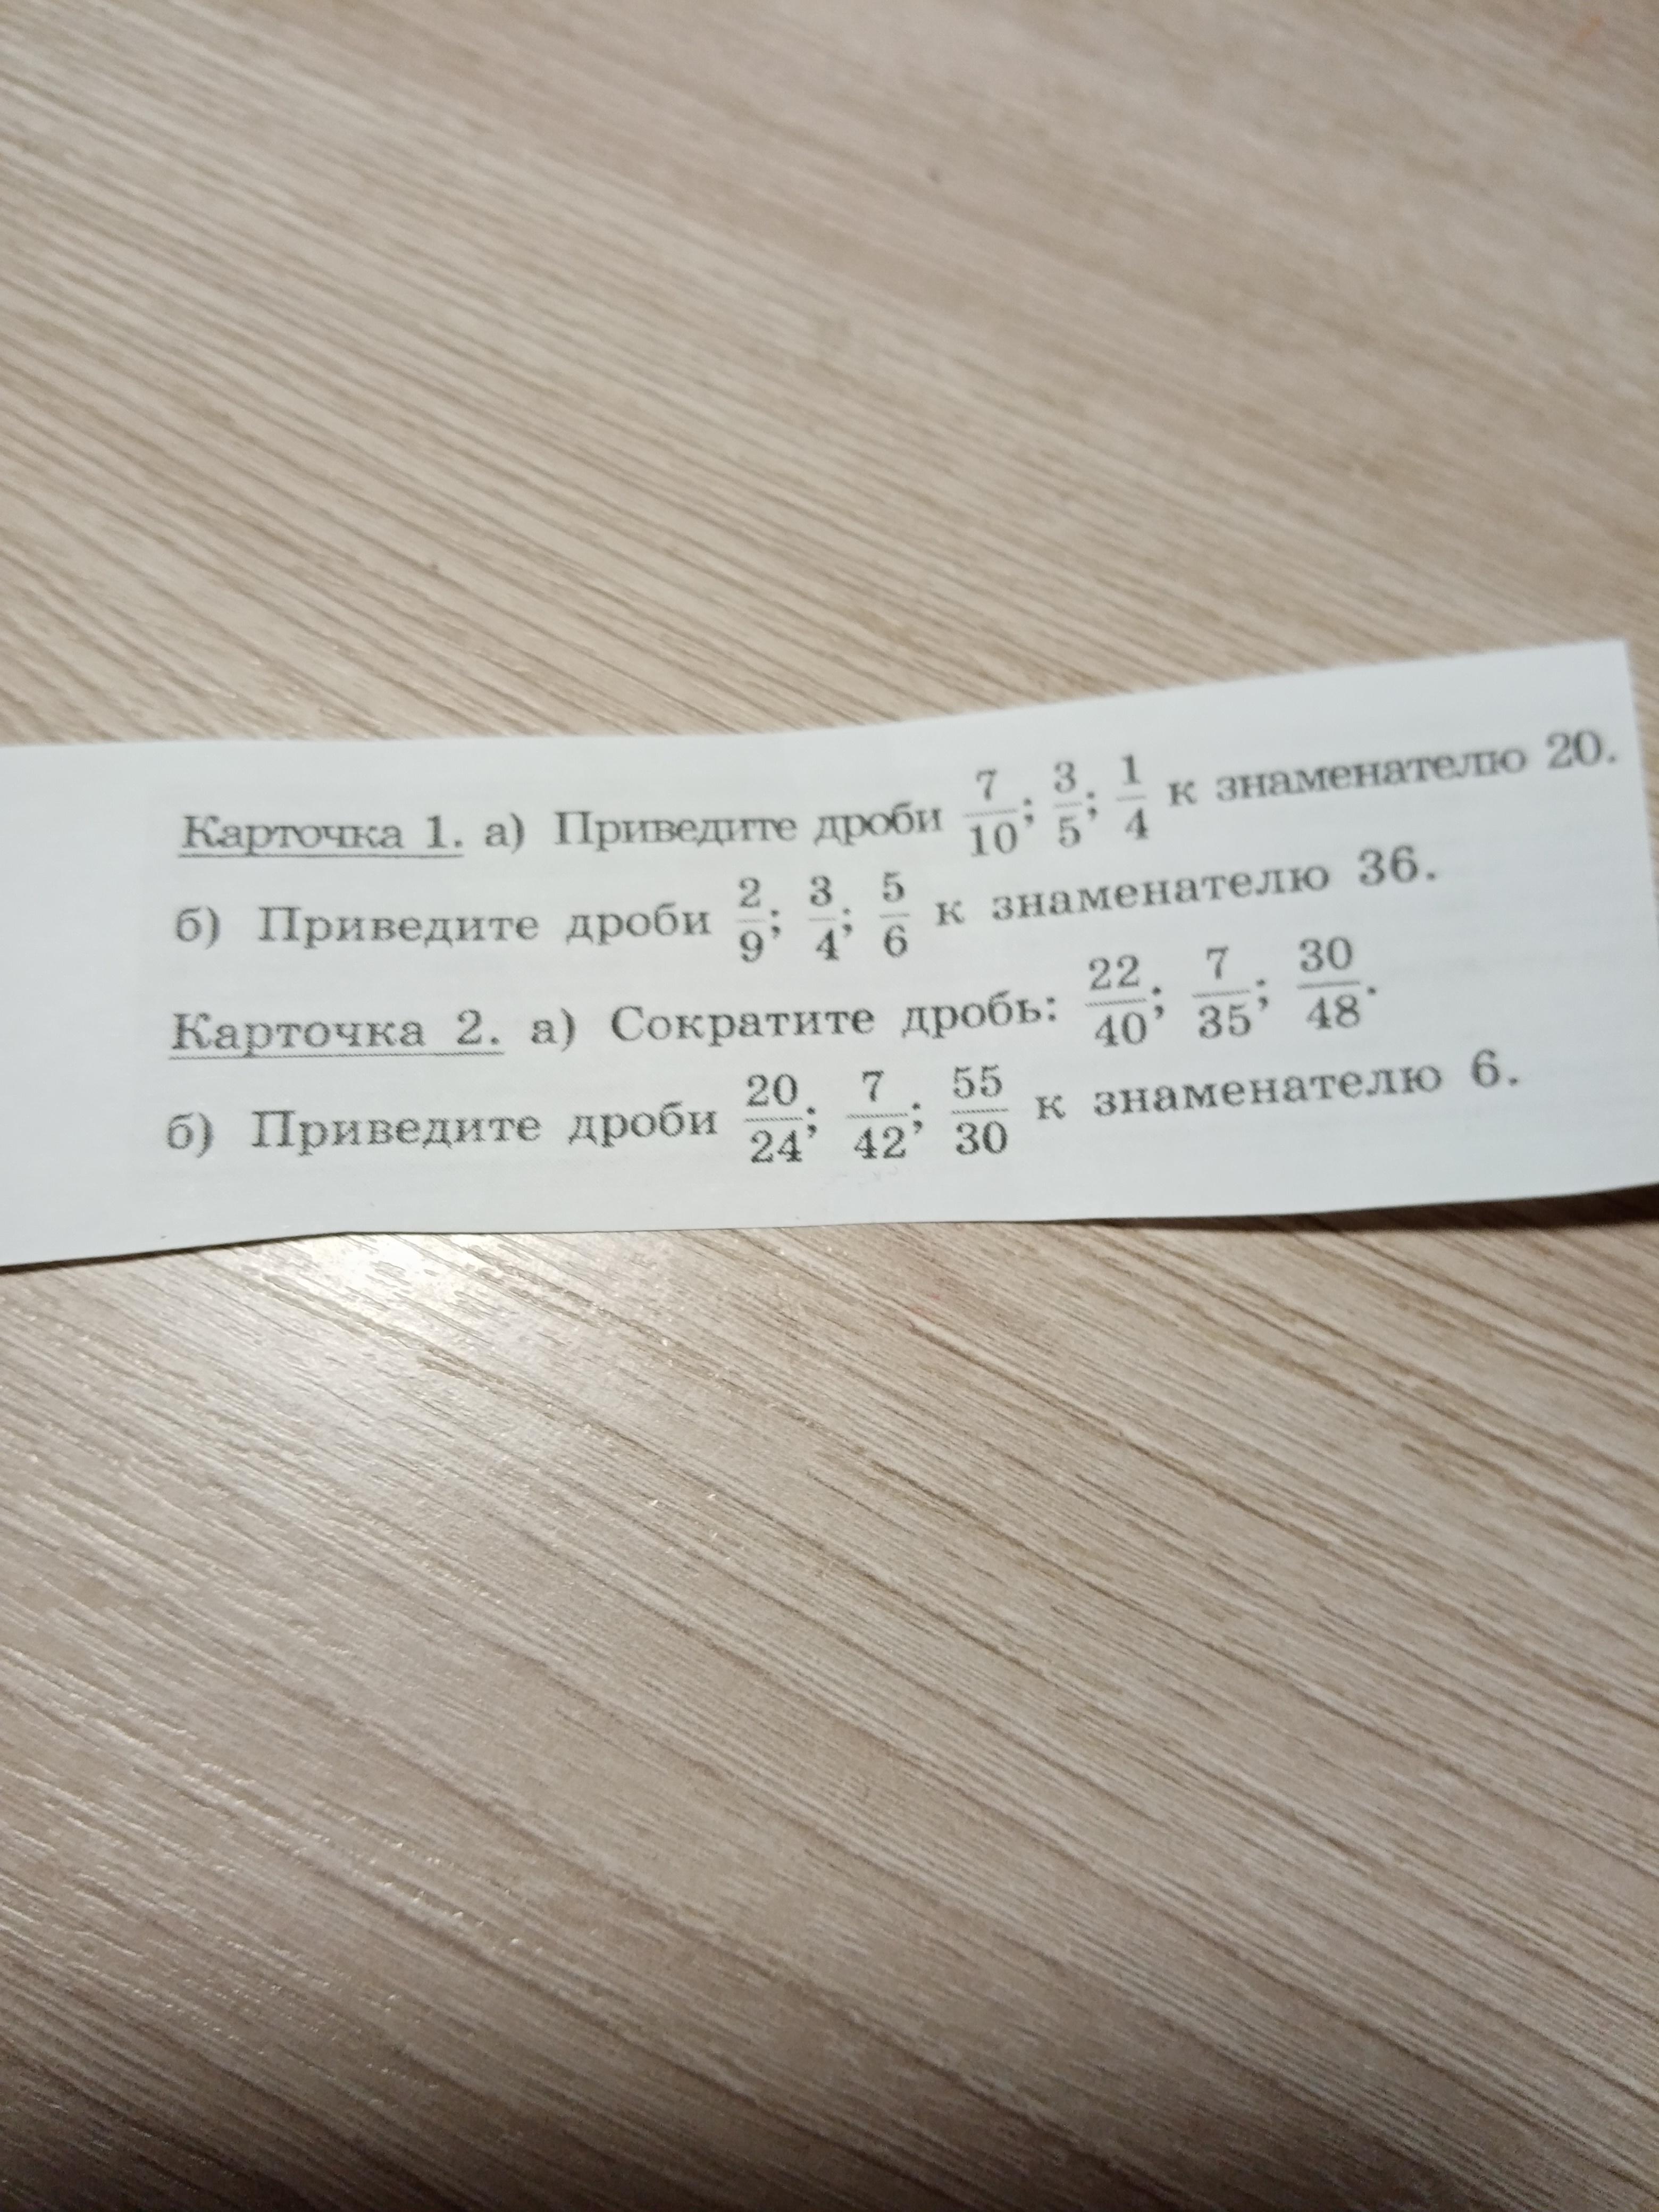 Карточка 1. а) Приведите дроби 7/10; 3/5; 1/4 к знаменателю 20.
б) Приведите дроби 2/9; 3/4; 5/6 к знаменателю 36.
Карточка 2. а) Сократите дробь: 22/40; 7/35; 30/48.
б) Приведите дроби 20/24; 7/42; 55/30 к знаменателю 6.